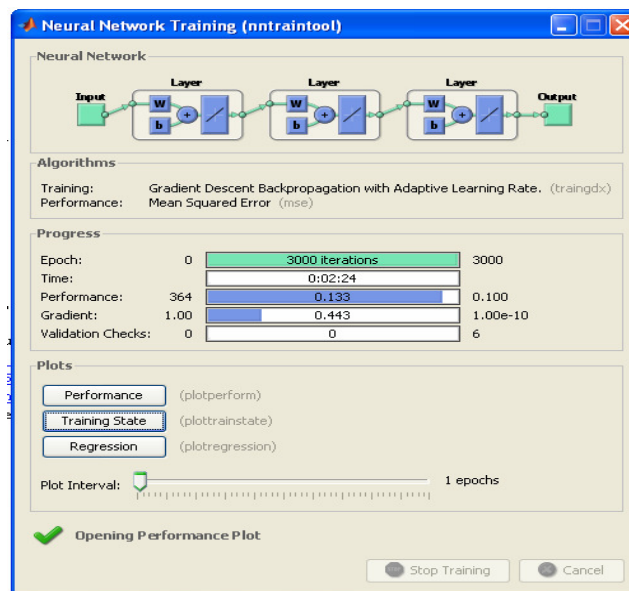 Neural Network Training (nntraintool)
Neural Network
Layer Layer Layer
Input Output
W W W
b b b
+ + +
Algorithms
Training: Gradient Descent Backpropagation with Adaptive Learning Rate. (traingdx)
Performance: Mean Squared Error (mse)
Progress
Epoch: 0 3000 iterations 3000
Time: 0:02:24
Performance: 364 0.133 0.100
Gradient: 1.00 0.443 1.00e-10
Validation Checks: 0 0 6
Plots
Performance (plotperform)
Training State (plottrainstate)
Regression (plotregression)
Plot Interval: 1 epochs
Opening Performance Plot
Stop Training Cancel